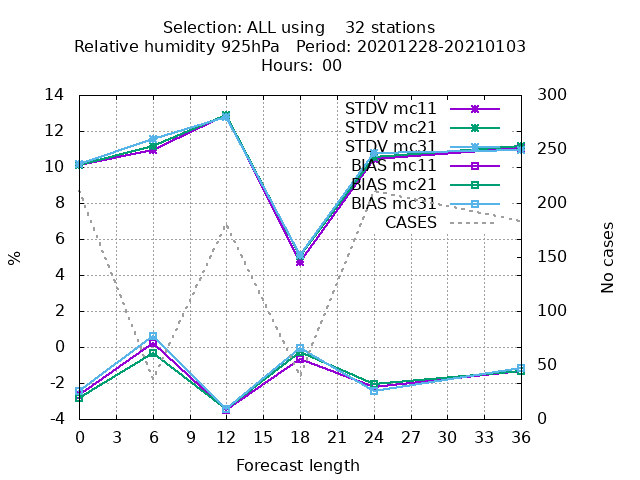 Selection: ALL using    32 stations
Relative humidity 925hPa   Period: 20201228-20210103
Hours: 00
14 300
12 250
10 200
8 150
6 100
4 50
2 0
0
-2
-4
%
No cases
STDV mc11
STDV mc21
STDV mc31
BIAS mc11
BIAS mc21
BIAS mc31
CASES
0 3 6 9 12 15 18 21 24 27 30 33 36
Forecast length